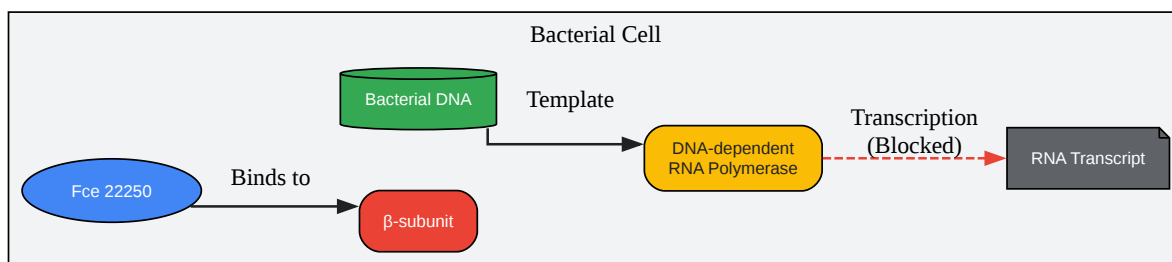 Bacterial Cell
Bacterial DNA
Template
Transcription
(Blocked)
DNA-dependent
RNA Polymerase
RNA Transcript
Fce 22250
Binds to
β-subunit